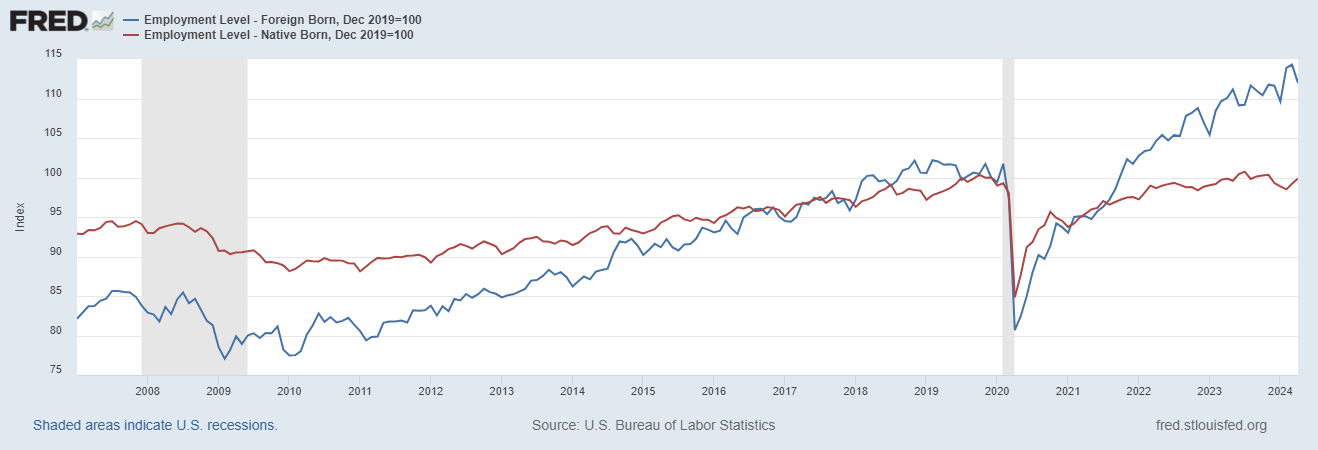 FRED
Employment Level - Foreign Born, Dec 2019=100
Employment Level - Native Born, Dec 2019=100
115
110
105
100
95
90
85
80
75
Index
2008 2009 2010 2011 2012 2013 2014 2015 2016 2017 2018 2019 2020 2021 2022 2023 2024
Shaded areas indicate U.S. recessions. Source: U.S. Bureau of Labor Statistics fred.stlouisfed.org